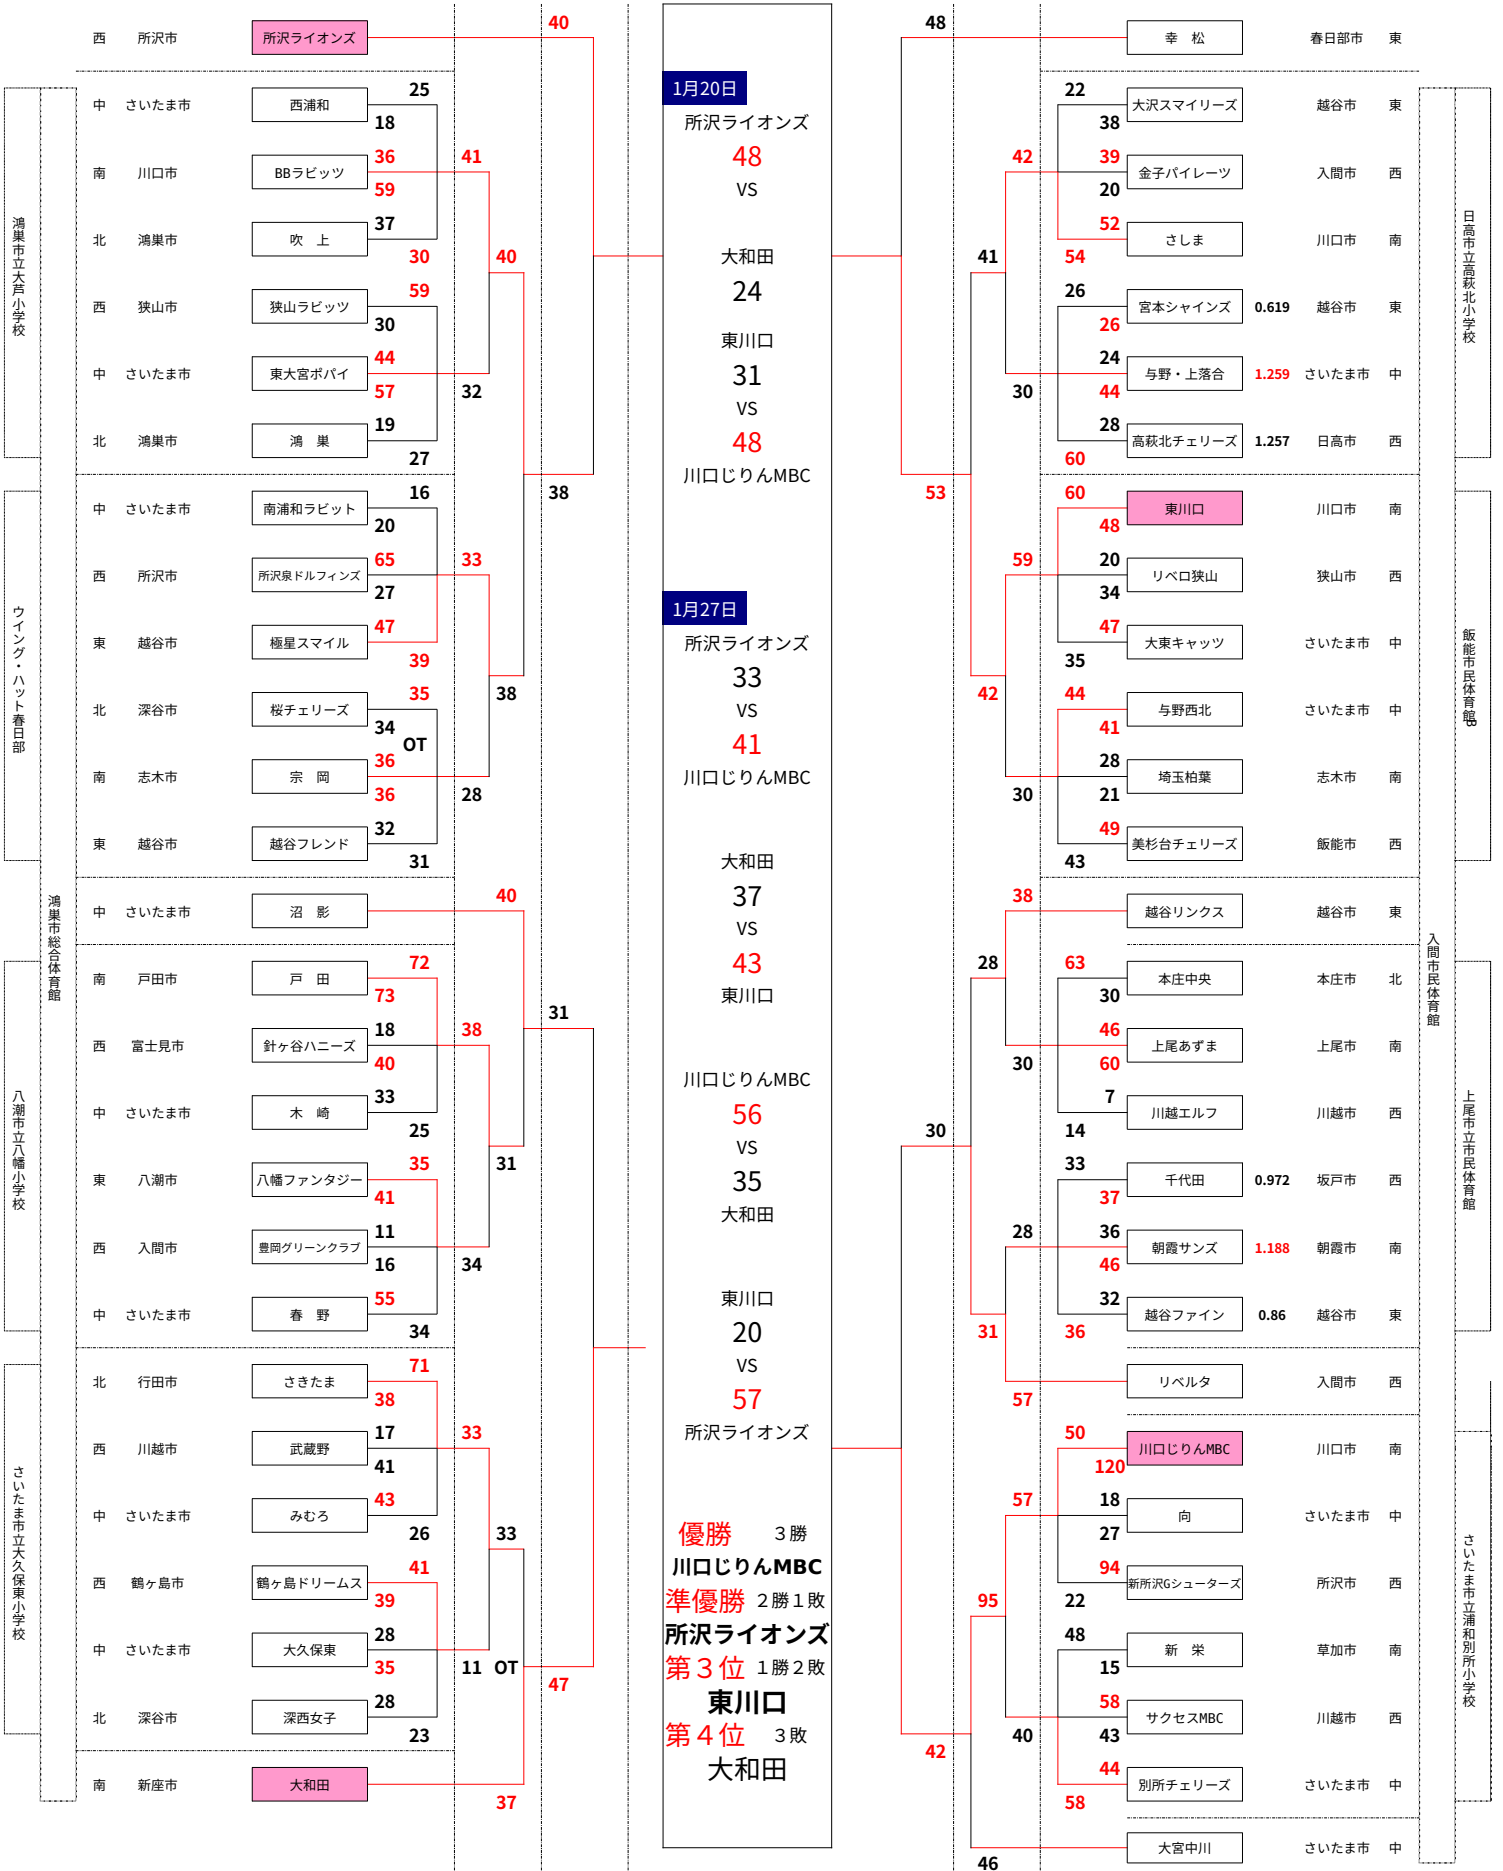 40
西 所沢市 所沢ライオンズ
25
中 さいたま市 西浦和
18
36 41
南 川口市 BBラビッツ
59
37
北 鴻巣市 吹 上
30 40
59
西 狭山市 狭山ラビッツ
30
44
中 さいたま市 東大宮ポパイ
57 32
19
北 鴻巣市 鴻 巣
27
16 38
中 さいたま市 南浦和ラビット
20
65 33
西 所沢市 所沢泉ドルフィンズ
27
47
東 越谷市 極星スマイル
39
35 38
北 深谷市 桜チェリーズ
34
OT
36
南 志木市 宗 岡
36 28
32
東 越谷市 越谷フレンド
31
40
中 さいたま市 沼 影
72
南 戸田市 戸 田
73
31
18 38
西 富士見市 針ヶ谷ハニーズ
40
33
中 さいたま市 木 崎
25
35 31
東 八潮市 八幡ファンタジー
41
11
西 入間市 豊岡グリーンクラブ
16 34
55
中 さいたま市 春 野
34
71
北 行田市 さきたま
38
17 33
西 川越市 武蔵野
41
43
中 さいたま市 みむろ
26 33
41
西 鶴ヶ島市 鶴ヶ島ドリームス
39
28
中 さいたま市 大久保東
35 11 OT
47
28
北 深谷市 深西女子
23
南 新座市 大和田
37
鴻巣市立大芦小学校
ウイング・ハット春日部
鴻巣市総合体育館
八潮市立八幡小学校
さいたま市立大久保東小学校
1月20日
所沢ライオンズ
48
VS
大和田
24
東川口
31
VS
48
川口じりんMBC
1月27日
所沢ライオンズ
33
VS
41
川口じりんMBC
大和田
37
VS
43
東川口
川口じりんMBC
56
VS
35
大和田
東川口
20
VS
57
所沢ライオンズ
優勝 3勝
川口じりんMBC
準優勝 2勝1敗
所沢ライオンズ
第3位 1勝2敗
東川口
第4位 3敗
大和田
48
幸 松 春日部市 東
22
大沢スマイリーズ 越谷市 東
38
42 39
金子パイレーツ 入間市 西
20
52
さしま 川口市 南
41 54
26
宮本シャインズ 0.619 越谷市 東
26
24
与野・上落合 1.259 さいたま市 中
30 44
28
高萩北チェリーズ 1.257 日高市 西
60
53 60
東川口 川口市 南
48
59 20
リベロ狭山 狭山市 西
34
47
大東キャッツ さいたま市 中
35
42 44
与野西北 さいたま市 中
41
28
埼玉柏葉 志木市 南
30 21
49
美杉台チェリーズ 飯能市 西
43
38
越谷リンクス 越谷市 東
28 63
本庄中央 本庄市 北
30
46
上尾あずま 上尾市 南
30 60
7
川越エルフ 川越市 西
30 14
33
千代田 0.972 坂戸市 西
37
28 36
朝霞サンズ 1.188 朝霞市 南
46
32
越谷ファイン 0.86 越谷市 東
31 36
リベルタ 入間市 西
57
50
川口じりんMBC 川口市 南
120
57 18
向 さいたま市 中
27
94
新所沢Gシューターズ 所沢市 西
95 22
48
新 栄 草加市 南
15
58
サクセスMBC 川越市 西
40 43
42
44
別所チェリーズ さいたま市 中
58
大宮中川 さいたま市 中
46
日高市立高萩北小学校
飯能市民体育館B
入間市民体育館
上尾市立市民体育館
さいたま市立浦和別所小学校